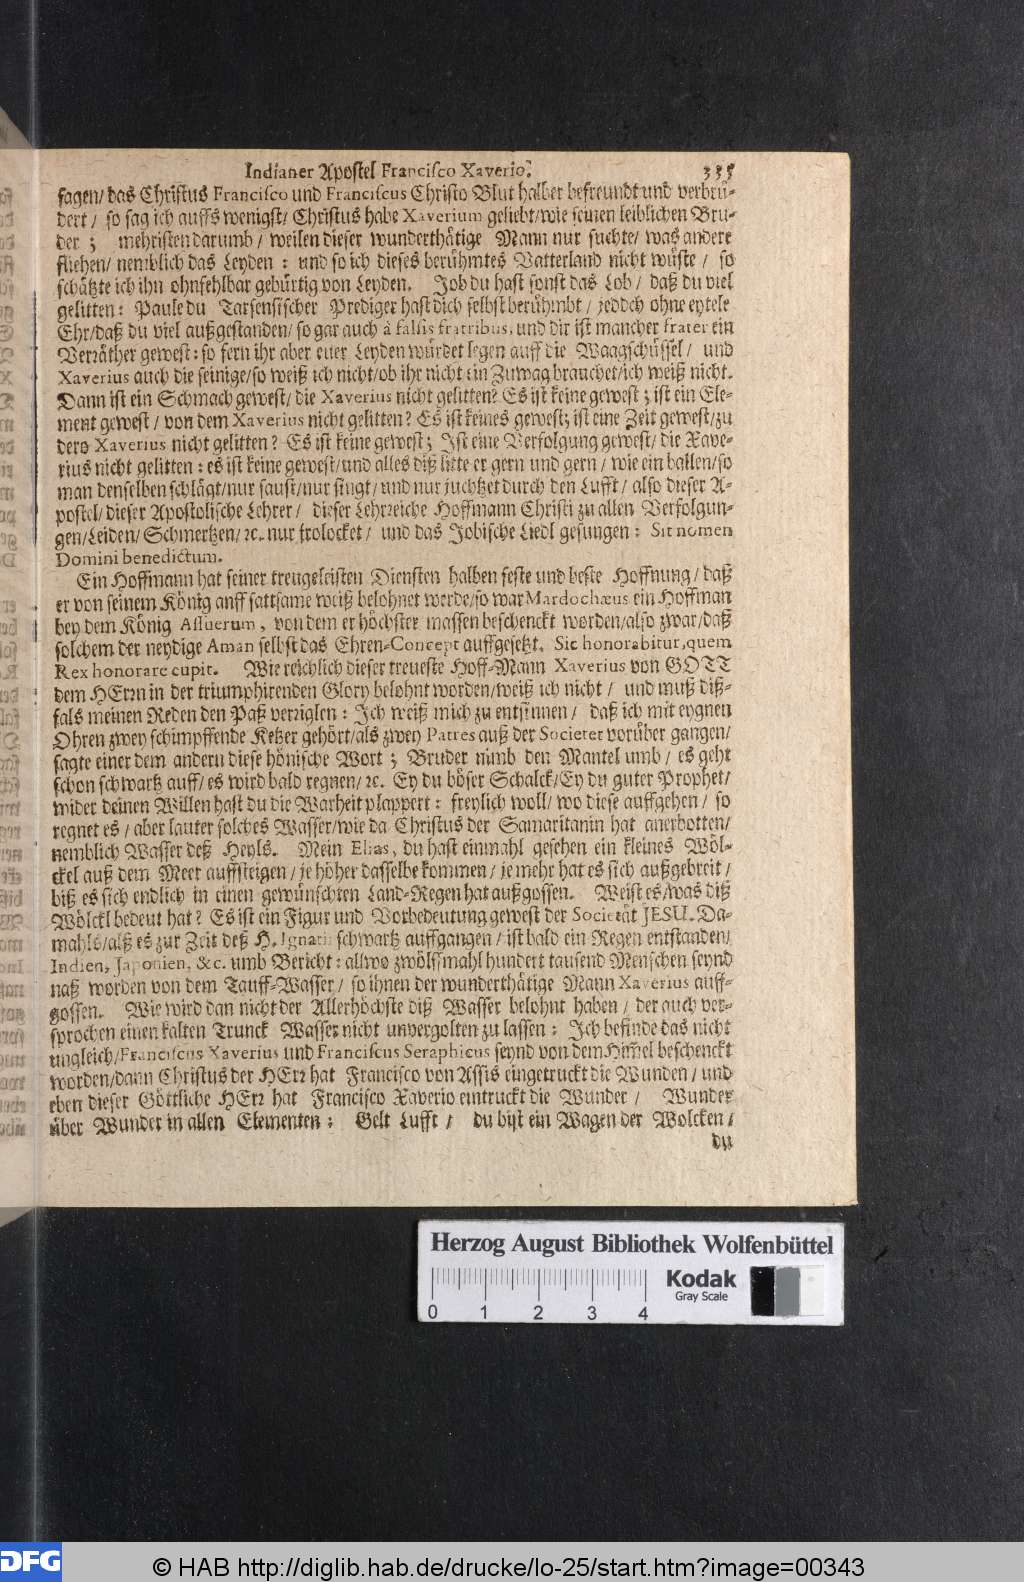 Indianer Apostel Francisco Xaverio. 335
sagen/ das Christus Francisco und Franciscus Christo Blut halber befreundt und verbrü-
dert / so sag ich auffs wenigst/ Christus habe Xaverium geliebt/ wie seinen leiblichen Bru-
der ; mehristen darumb / weilen dieser wunderthätige Mann nur suchte/ was andere
fliehen/ nemblich das Leyden : und so ich dieses berühmtes Vatterland nicht wüste / so
schätzte ich ihn ohnfehlbar gebürtig von Leyden. Job du hast sonst das Lob / daß du viel
gelitten : Paule du Tarsensischer Prediger hast dich selbst berühmbt / jedoch ohne eytele
Ehr/ daß du viel außgestanden/ so gar auch à falsis fratribus, und dir ist mancher frater ein
Verräther gewest : so fern ihr aber euer Leyden würdet legen auff die Waagschüssel / und
Xaverius auch die seinige/ so weiß ich nicht/ ob ihr nicht ein Zuwag brauchet/ ich weiß nicht.
Dann ist ein Schmach gewest/ die Xaverius nicht gelitten? Es ist keine gewest ; ist ein Ele-
ment gewest / von dem Xaverius nicht gelitten ? Es ist keines gewest; ist eine Zeit gewest/ zu
dero Xaverius nicht gelitten ? Es ist keine gewest ; Ist eine Verfolgung gewest/ die Xave-
rius nicht gelitten : es ist keine gewest/ und alles diß litte er gern und gern / wie ein ballen/ so
man denselben schlägt/ nur saust/ nur singt/ und nur juchtzet durch den Lufft / also dieser A-
postel/ dieser Apostolische Lehrer / dieser Lehrreiche Hoffmann Christi zu allen Verfolgun-
gen/ Leiden/ Schmertzen/ ꝛc. nur frolocket / und das Jobische Liedl gesungen : Sit nomen
Domini benedictum.
Ein Hoffmann hat seiner treugeleisten Diensten halben feste und beste Hoffnung / daß
er von seinem König auff sattsame weiß belohnet werde/ so war Mardochæus ein Hoffman
bey dem König Assuerum, von dem er höchster massen beschenckt worden/ also zwar/ daß
solchem der neydige Aman selbst das Ehren-Concept auffgesetzt. Sic honorabitur, quem
Rex honorare cupit. Wie reichlich dieser treueste Hoff-Mann Xaverius von GOTT
dem HErrn in der triumphirenden Glory belohnt worden/ weiß ich nicht / und muß diß-
fals meinen Reden den Paß verriglen : Ich weiß mich zu entsinnen / daß ich mit eygnen
Ohren zwey schimpffende Ketzer gehört/ als zwey Patres auß der Societet vorüber gangen/
sagte einer dem andern diese hönische Wort ; Bruder nimb den Mantel umb / es geht
schon schwartz auff/ es wird bald regnen/ ꝛc. Ey du böser Schalck/ Ey du guter Prophet/
wider deinen Willen hast du die Warheit plappert : freylich woll/ wo diese auffgehen / so
regnet es / aber lauter solches Wasser/ wie da Christus der Samaritanin hat anerbotten/
nemblich Wasser deß Heyls. Mein Elias, du hast einmahl gesehen ein kleines Wöl-
ckel auß dem Meer auffsteigen / je höher dasselbe kommen / je mehr hat es sich außgebreit /
biß es sich endlich in einen gewünschten Land-Regen hat außgossen. Weist es/ was diß
Wölckl bedeut hat ? Es ist ein Figur und Vorbedeutung gewest der Societät JESU. Da-
mahls/ alß es zur Zeit deß H. Ignatii schwartz auffgangen / ist bald ein Regen entstanden/
Indien, Japonien, &c. umb Bericht : allwo zwölffmahl hundert tausend Menschen seynd
naß worden von dem Tauff-Wasser / so ihnen der wunderthätige Mann Xaverius auff-
gossen. Wie wird dan nicht der Allerhöchste diß Wasser belohnt haben / der auch ver-
sprochen einen kalten Trunck Wasser nicht unvergolten zu lassen : Ich befinde das nicht
ungleich/ Franciscus Xaverius und Franciscus Seraphicus seynd von dem Him̄el beschenckt
worden/ dann Christus der HErr hat Francisco von Assis eingetruckt die Wunden / und
eben dieser Göttliche HErr hat Francisco Xaverio eintruckt die Wunder / Wunder
über Wunder in allen Elementen : Gelt Lufft / du bist ein Wagen der Wolcken /
du
Herzog August Bibliothek Wolfenbüttel
Kodak
Gray Scale
0 1 2 3 4
DFG
© HAB http://diglib.hab.de/drucke/lo-25/start.htm?image=00343